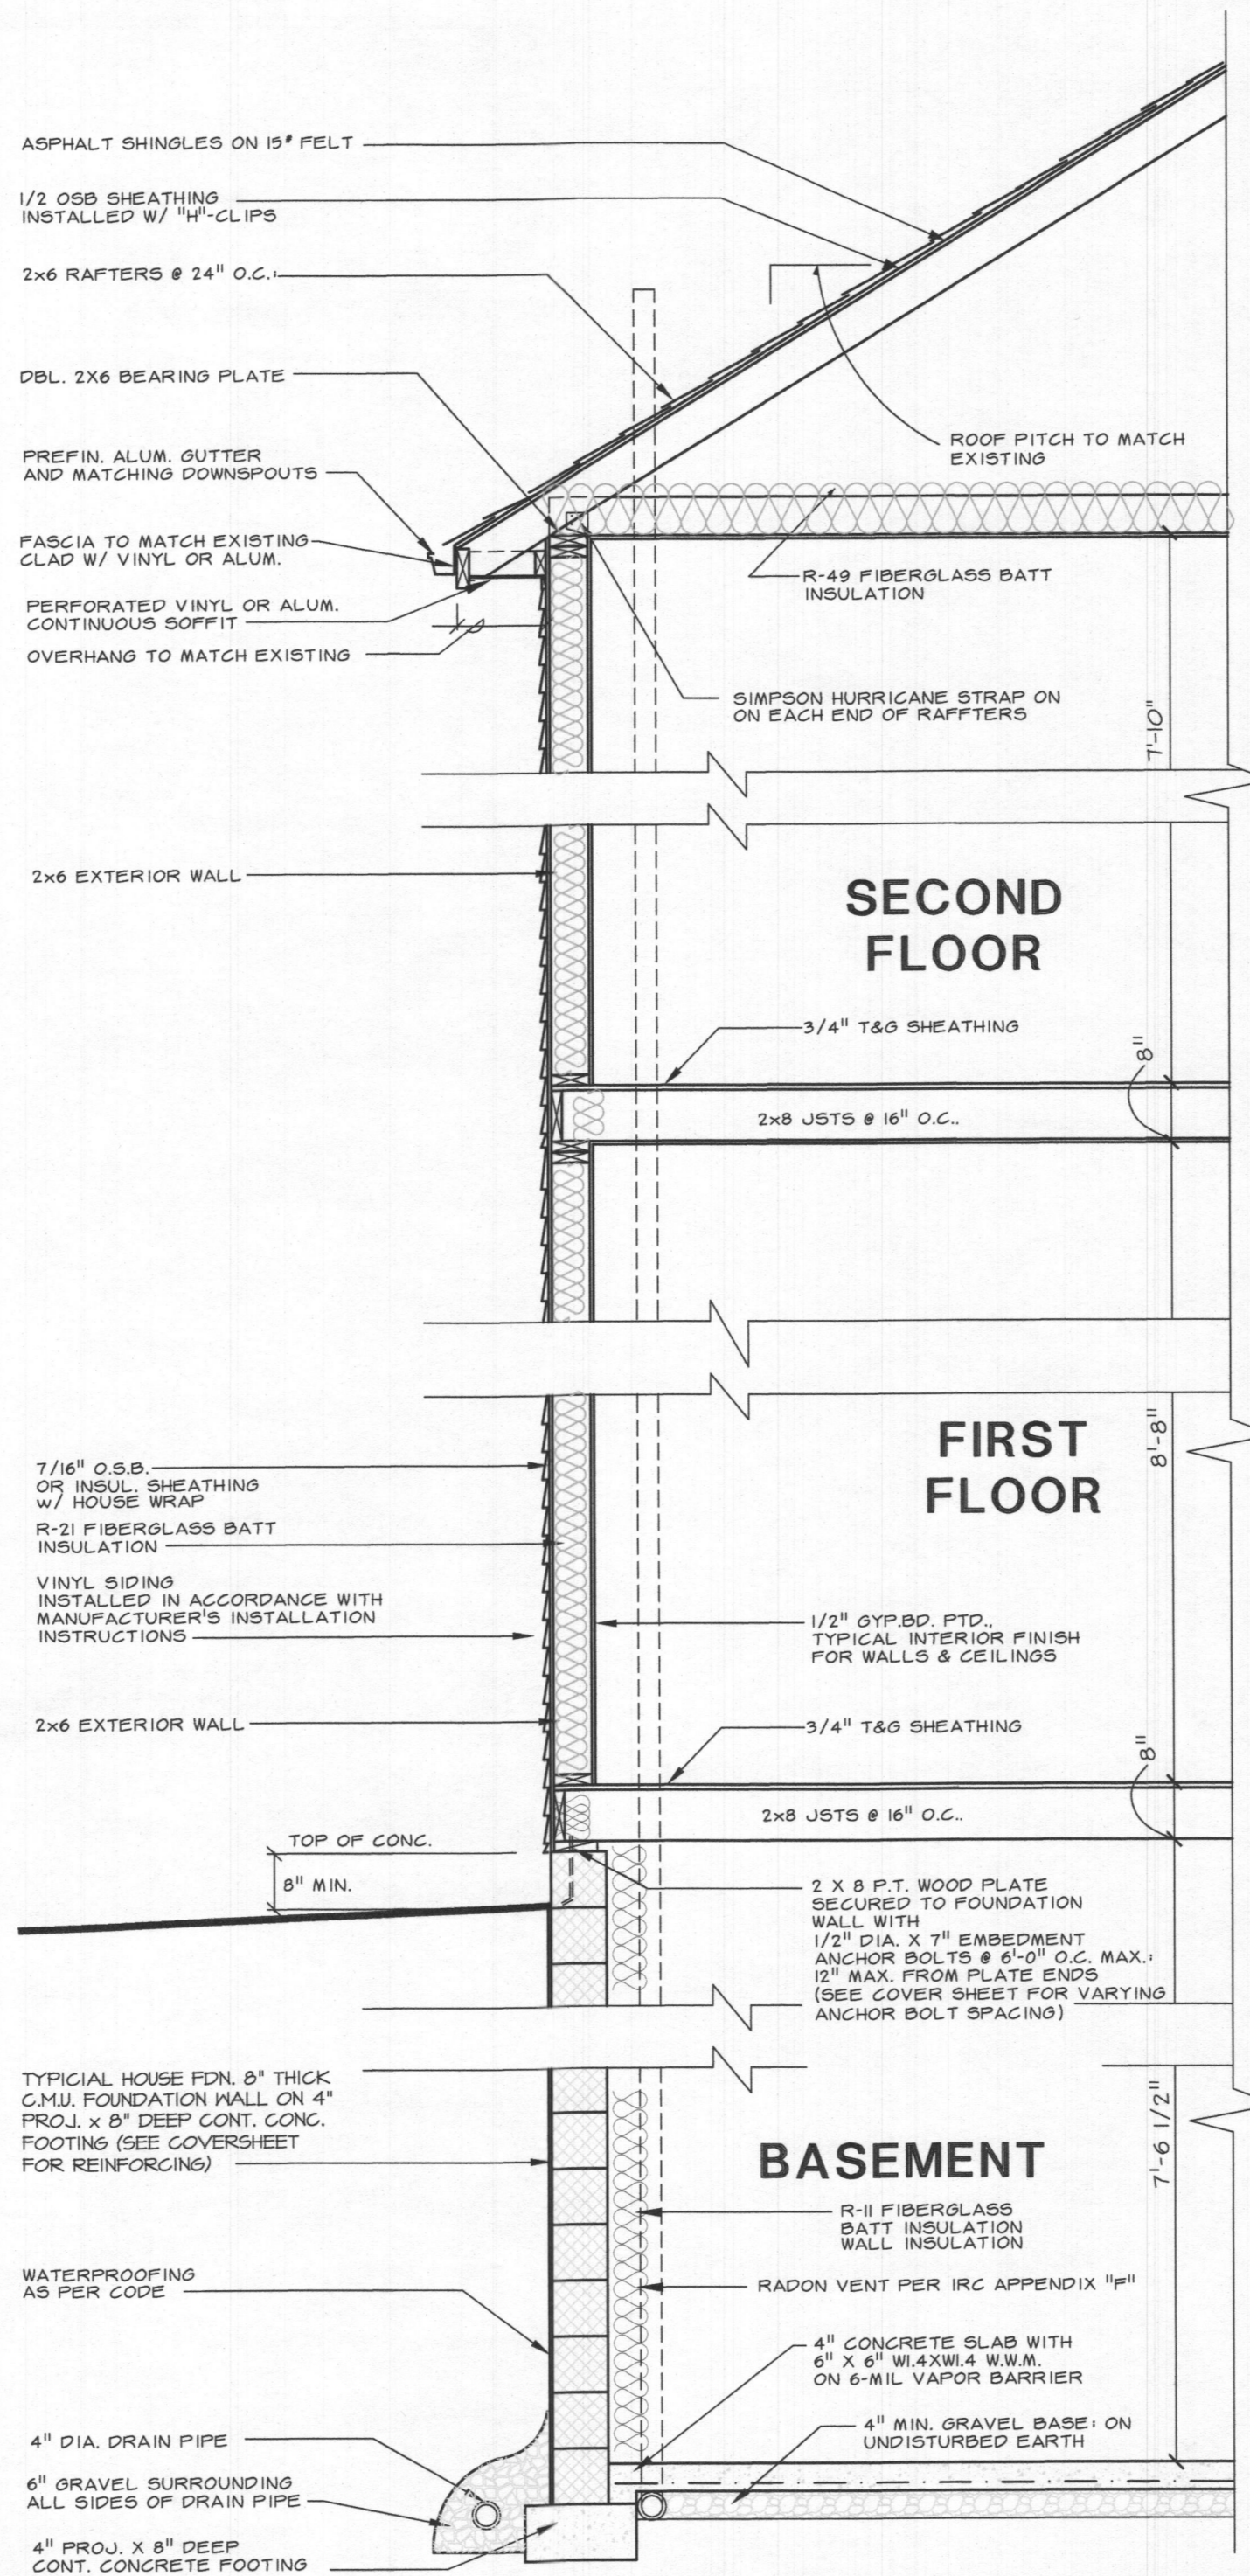 ASPHALT SHINGLES ON 15# FELT
1/2 OSB SHEATHING
INSTALLED W/ "H"-CLIPS
2x6 RAFTERS @ 24" O.C.:
DBL. 2X6 BEARING PLATE
PREFIN. ALUM. GUTTER
AND MATCHING DOWNSPOUTS
FASCIA TO MATCH EXISTING
CLAD W/ VINYL OR ALUM.
PERFORATED VINYL OR ALUM.
CONTINUOUS SOFFIT
OVERHANG TO MATCH EXISTING
ROOF PITCH TO MATCH
EXISTING
R-49 FIBERGLASS BATT
INSULATION
SIMPSON HURRICANE STRAP ON
ON EACH END OF RAFFTERS
7'-10"
2x6 EXTERIOR WALL
SECOND
FLOOR
3/4" T&G SHEATHING
8"
2x8 JSTS @ 16" O.C..
FIRST
FLOOR
8'-8"
7/16" O.S.B.
OR INSUL. SHEATHING
w/ HOUSE WRAP
R-21 FIBERGLASS BATT
INSULATION
VINYL SIDING
INSTALLED IN ACCORDANCE WITH
MANUFACTURER'S INSTALLATION
INSTRUCTIONS
1/2" GYP.BD. PTD.,
TYPICAL INTERIOR FINISH
FOR WALLS & CEILINGS
2x6 EXTERIOR WALL
3/4" T&G SHEATHING
8"
2x8 JSTS @ 16" O.C..
TOP OF CONC.
8" MIN.
2 X 8 P.T. WOOD PLATE
SECURED TO FOUNDATION
WALL WITH
1/2" DIA. X 7" EMBEDMENT
ANCHOR BOLTS @ 6'-0" O.C. MAX.:
12" MAX. FROM PLATE ENDS
(SEE COVER SHEET FOR VARYING
ANCHOR BOLT SPACING)
TYPICIAL HOUSE FDN. 8" THICK
C.M.U. FOUNDATION WALL ON 4"
PROJ. x 8" DEEP CONT. CONC.
FOOTING (SEE COVERSHEET
FOR REINFORCING)
BASEMENT
7'-6 1/2"
R-11 FIBERGLASS
BATT INSULATION
WALL INSULATION
WATERPROOFING
AS PER CODE
RADON VENT PER IRC APPENDIX "F"
4" CONCRETE SLAB WITH
6" X 6" W1.4XW1.4 W.W.M.
ON 6-MIL VAPOR BARRIER
4" MIN. GRAVEL BASE: ON
UNDISTURBED EARTH
4" DIA. DRAIN PIPE
6" GRAVEL SURROUNDING
ALL SIDES OF DRAIN PIPE
4" PROJ. X 8" DEEP
CONT. CONCRETE FOOTING